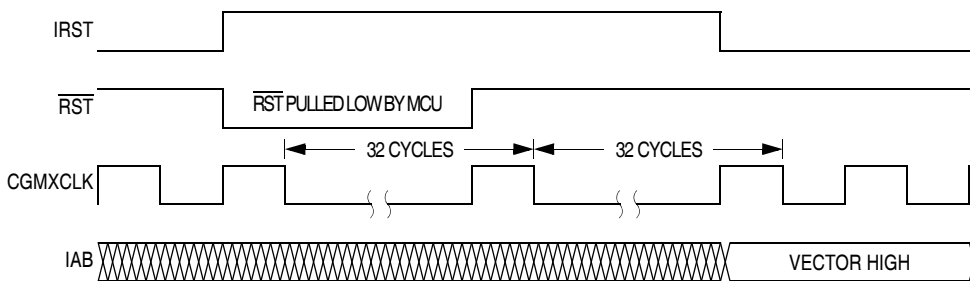 IRST
RST
RST PULLED LOW BY MCU
32 CYCLES
32 CYCLES
CGMXCLK
IAB
VECTOR HIGH